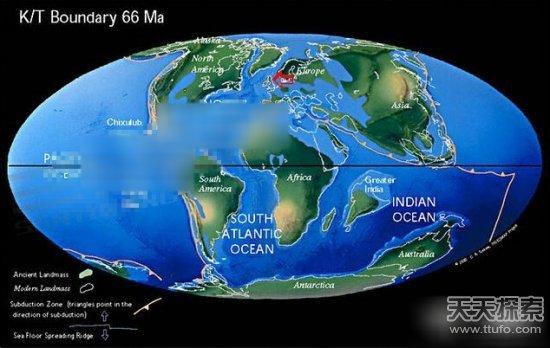 K/T Boundary 66 Ma
Alaska
North
America
Europe
Asia
Chixulub
South
America
Africa
Greater
India
INDIAN
OCEAN
SOUTH
ATLANTIC
OCEAN
Australia
Antarctica
Ancient Landmass
Modern Landmass
Subduction Zone (triangles point in the
direction of subduction)
Sea Floor Spreading Ridge
天天探索
www.ttufo.com